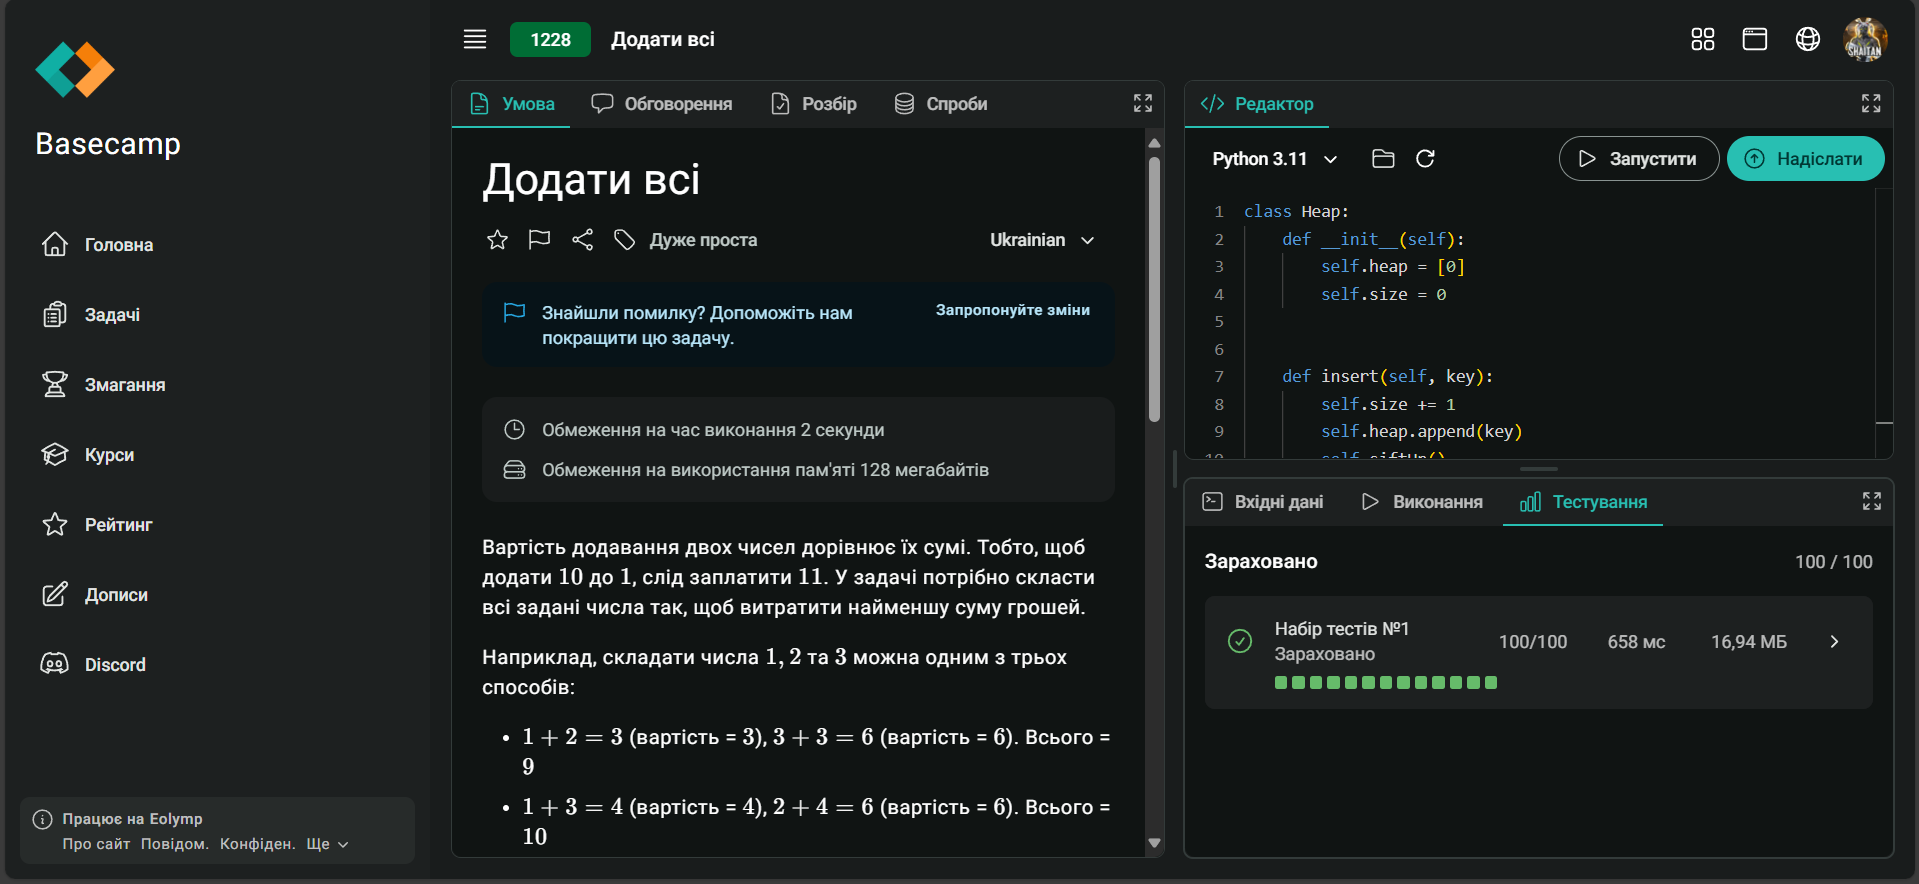 Basecamp
Головна
Задачі
Змагання
Курси
Рейтинг
Дописи
Discord
Працює на Eolymp
Про сайт Повідом. Конфіден. Ще
1228 Додати всі
SHAITAN
Умова Обговорення Розбір Спроби
Додати всі
Дуже проста
Ukrainian
Знайшли помилку? Допоможіть нам
покращити цю задачу.
Запропонуйте зміни
Обмеження на час виконання 2 секунди
Обмеження на використання пам'яті 128 мегабайтів
Вартість додавання двох чисел дорівнює їх сумі. Тобто, щоб
додати 10 до 1, слід заплатити 11. У задачі потрібно скласти
всі задані числа так, щоб витратити найменшу суму грошей.
Наприклад, складати числа 1, 2 та 3 можна одним з трьох
способів:
• 1 + 2 = 3 (вартість = 3), 3 + 3 = 6 (вартість = 6). Всього =
9
• 1 + 3 = 4 (вартість = 4), 2 + 4 = 6 (вартість = 6). Всього =
10
</> Редактор
Python 3.11
Запустити
Надіслати
1 class Heap:
2 def __init__(self):
3 self.heap = [0]
4 self.size = 0
5
6
7 def insert(self, key):
8 self.size += 1
9 self.heap.append(key)
10 self.siftUp()
Вхідні дані Виконання Тестування
Зараховано 100 / 100
Набір тестів №1
Зараховано
100/100 658 мс 16,94 МБ